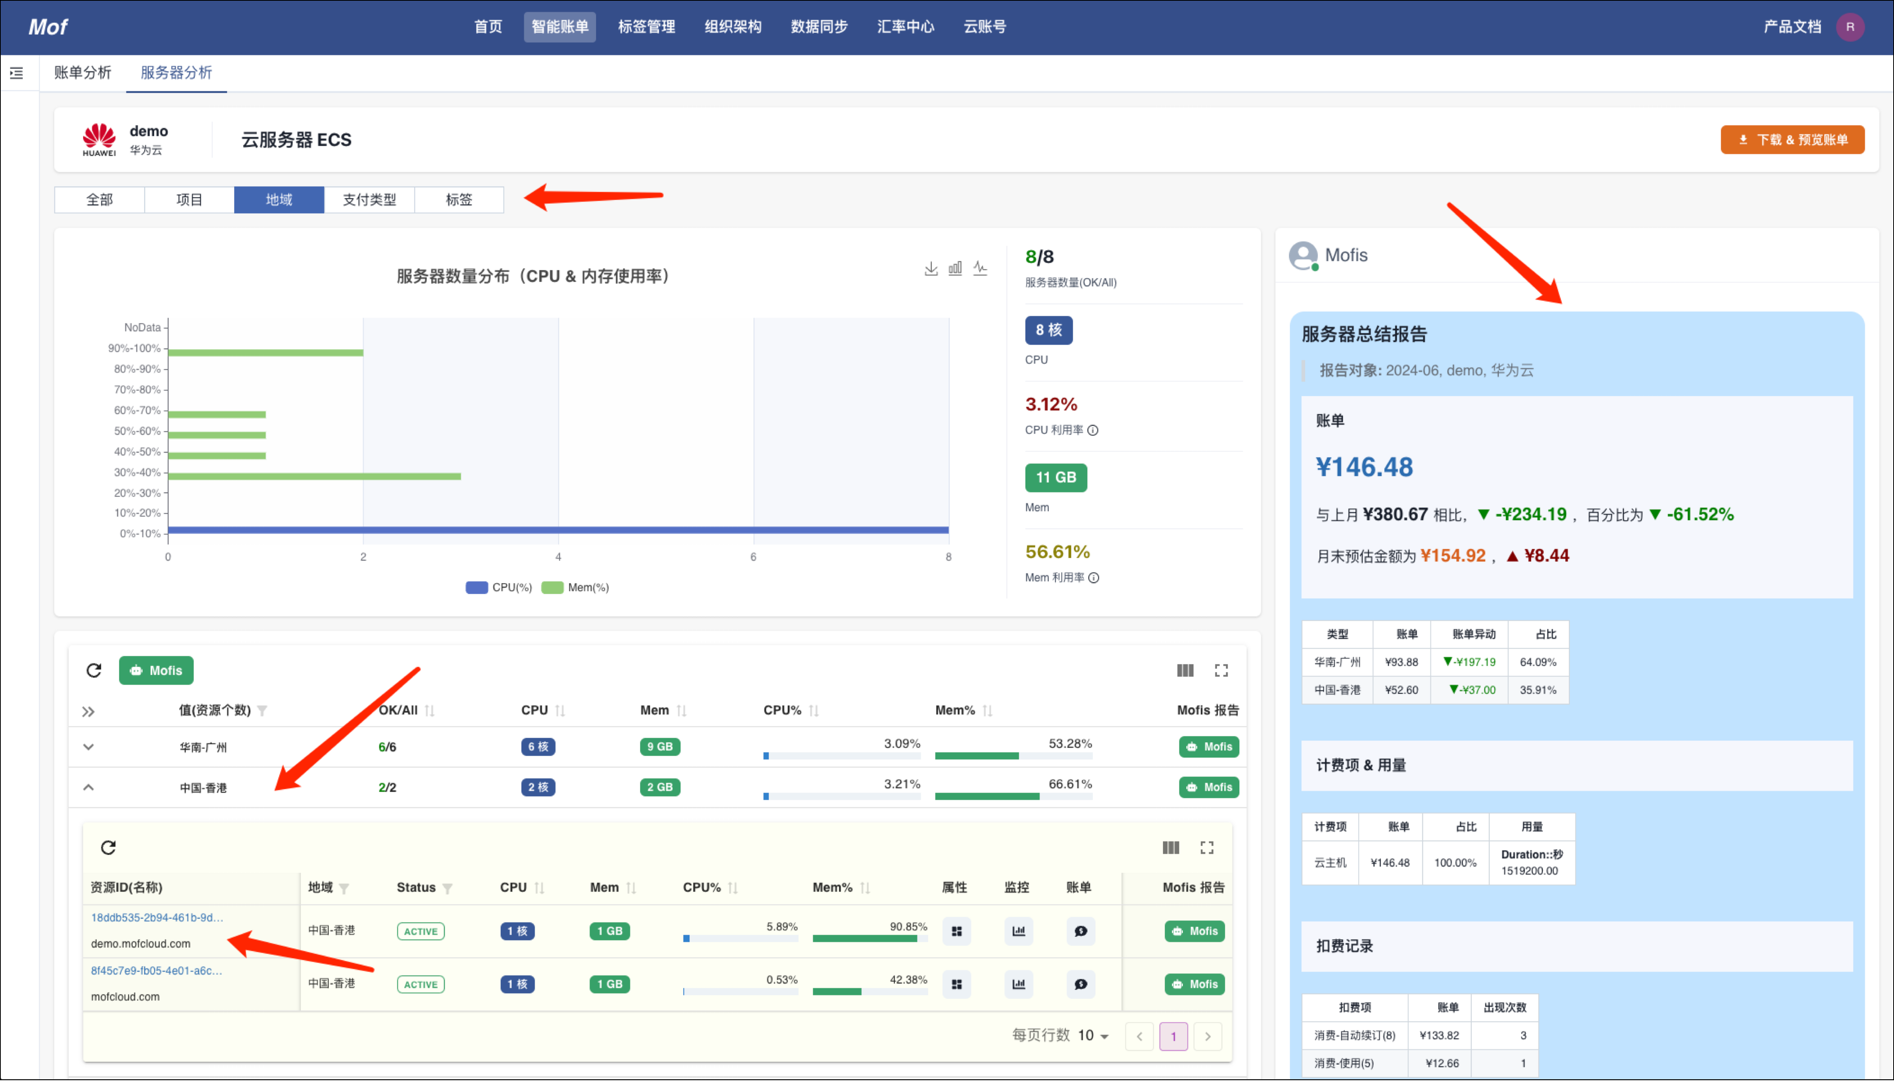 Mof
首页 智能账单 标签管理 组织架构 数据同步 汇率中心 云账号 产品文档 R
账单分析 服务器分析
HUAWEI
demo
华为云
云服务器 ECS
下载 & 预览账单
全部 项目 地域 支付类型 标签
服务器数量分布（CPU & 内存使用率）
NoData
90%-100%
80%-90%
70%-80%
60%-70%
50%-60%
40%-50%
30%-40%
20%-30%
10%-20%
0%-10%
0 2 4 6 8
CPU(%) Mem(%)
8/8
服务器数量(OK/All)
8 核
CPU
3.12%
CPU 利用率
11 GB
Mem
56.61%
Mem 利用率
Mofis
值(资源个数) OK/All CPU Mem CPU% Mem% Mofis 报告
华南-广州 6/6 6 核 9 GB 3.09% 53.28% Mofis
中国-香港 2/2 2 核 2 GB 3.21% 66.61% Mofis
资源ID(名称) 地域 Status CPU Mem CPU% Mem% 属性 监控 账单 Mofis 报告
18ddb535-2b94-461b-9d...
demo.mofcloud.com
中国-香港 ACTIVE 1 核 1 GB 5.89% 90.85% Mofis
8f45c7e9-fb05-4e01-a6c...
mofcloud.com
中国-香港 ACTIVE 1 核 1 GB 0.53% 42.38% Mofis
每页行数 10 1
Mofis
服务器总结报告
报告对象: 2024-06, demo, 华为云
账单
¥146.48
与上月 ¥380.67 相比, ▼ -¥234.19 , 百分比为 ▼ -61.52%
月末预估金额为 ¥154.92 , ▲ ¥8.44
类型 账单 账单异动 占比
华南-广州 ¥93.88 ▼-¥197.19 64.09%
中国-香港 ¥52.60 ▼-¥37.00 35.91%
计费项 & 用量
计费项 账单 占比 用量
云主机 ¥146.48 100.00% Duration::秒
1519200.00
扣费记录
扣费项 账单 出现次数
消费-自动续订(8) ¥133.82 3
消费-使用(5) ¥12.66 1